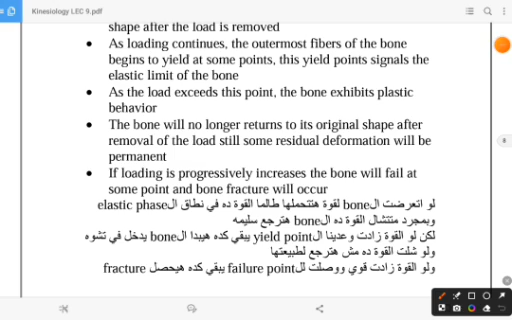 Kinesiology LEC 9.pdf
shape after the load is removed
• As loading continues, the outermost fibers of the bone
begins to yield at some points, this yield points signals the
elastic limit of the bone
• As the load exceeds this point, the bone exhibits plastic
behavior
• The bone will no longer returns to its original shape after
removal of the load still some residual deformation will be
permanent
• If loading is progressively increases the bone will fail at
some point and bone fracture will occur
لو اتعرضت الbone لقوة هتتحملها طالما القوة ده في نطاق الelastic phase
وبمجرد متتشال القوة ده الbone هترجع سليمه
لكن لو القوة زادت وعدينا الyield point يبقي كده هيبدا الbone يدخل في تشوه
ولو شلت القوة ده مش هترجع لطبيعتها
ولو القوة زادت قوي ووصلت للfailure point يبقي كده هيحصل fracture